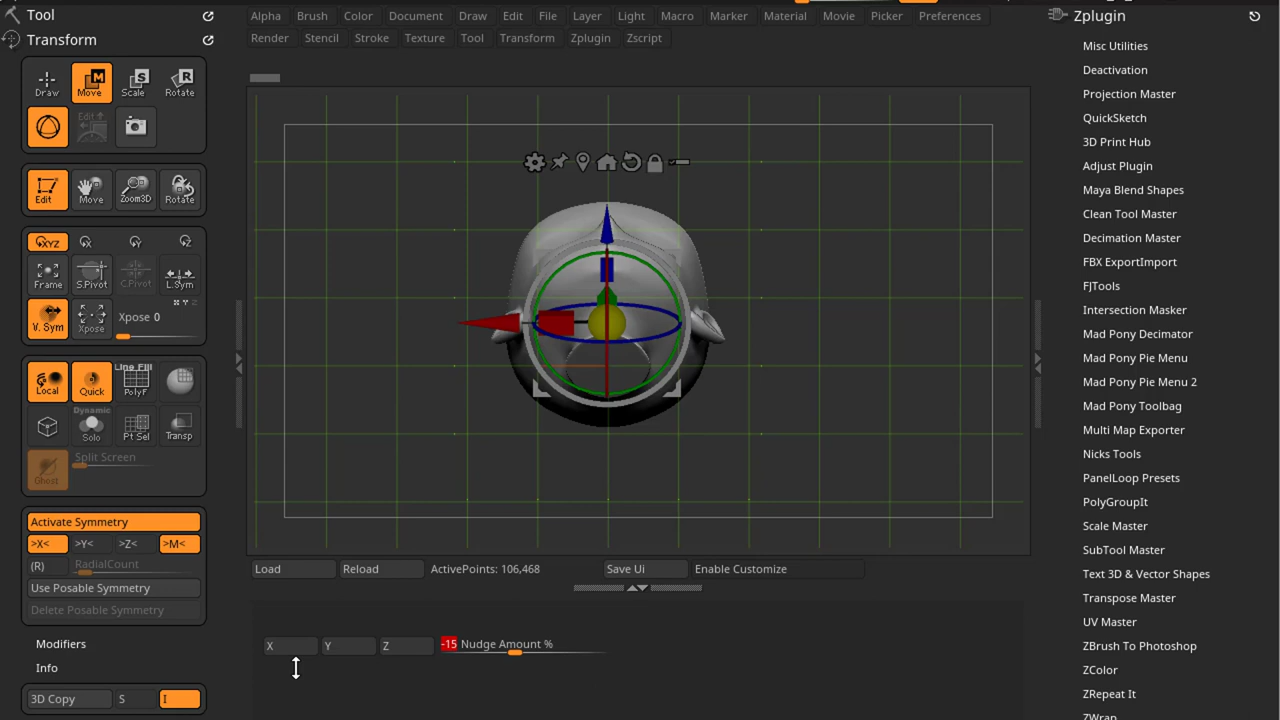 Tool
Transform
Draw Move Scale Rotate
Edit
Edit Move Zoom3D Rotate
XYZ X Y Z
Frame S.Pivot C.Pivot L.Sym
V. Sym Xpose Xpose 0
Line Fill
Local Quick PolyF
Dynamic
Solo Pt Sel Transp
Ghost Split Screen
Activate Symmetry
>X< >Y< >Z< >M<
(R) RadialCount
Use Posable Symmetry
Delete Posable Symmetry
Modifiers
Info
3D Copy S I
Alpha Brush Color Document Draw Edit File Layer Light Macro Marker Material Movie Picker Preferences
Render Stencil Stroke Texture Tool Transform Zplugin Zscript
Load Reload ActivePoints: 106,468 Save Ui Enable Customize
X Y Z -15 Nudge Amount %
Zplugin
Misc Utilities
Deactivation
Projection Master
QuickSketch
3D Print Hub
Adjust Plugin
Maya Blend Shapes
Clean Tool Master
Decimation Master
FBX ExportImport
FJTools
Intersection Masker
Mad Pony Decimator
Mad Pony Pie Menu
Mad Pony Pie Menu 2
Mad Pony Toolbag
Multi Map Exporter
Nicks Tools
PanelLoop Presets
PolyGroupIt
Scale Master
SubTool Master
Text 3D & Vector Shapes
Transpose Master
UV Master
ZBrush To Photoshop
ZColor
ZRepeat It
ZWrap